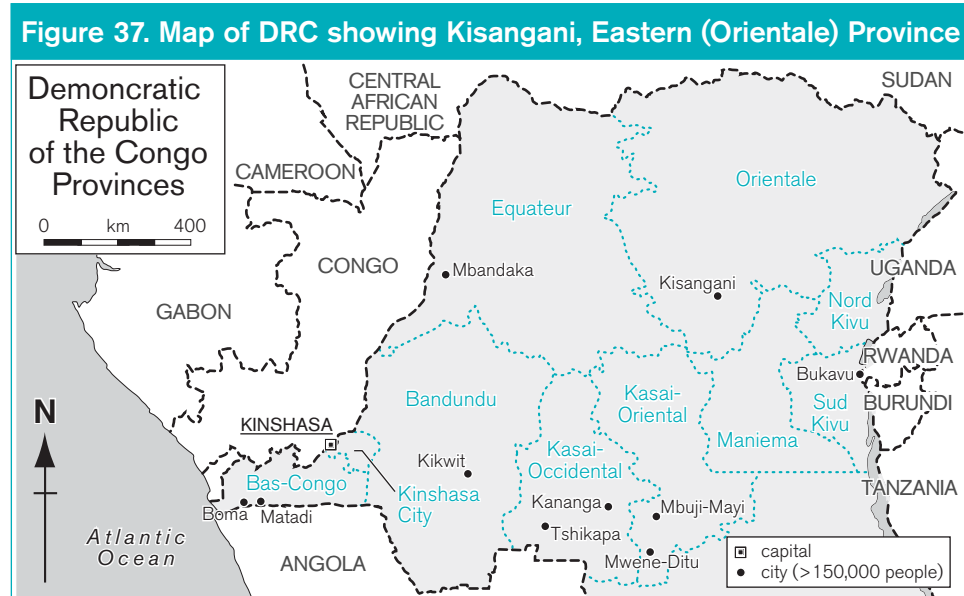 Figure 37. Map of DRC showing Kisangani, Eastern (Orientale) Province
Demoncratic
Republic
of the Congo
Provinces
0 km 400
CENTRAL
AFRICAN
REPUBLIC
SUDAN
CAMEROON
Equateur
Orientale
CONGO
Mbandaka
Kisangani
UGANDA
GABON
Nord
Kivu
RWANDA
Bukavu
BURUNDI
Sud
Kivu
Bandundu
Kasai-
Oriental
Maniema
N
KINSHASA
Kasai-
Occidental
Kikwit
Bas-Congo
Kinshasa
City
TANZANIA
Kananga
Mbuji-Mayi
Boma
Matadi
Tshikapa
Atlantic
Ocean
ANGOLA
Mwene-Ditu
capital
city (>150,000 people)